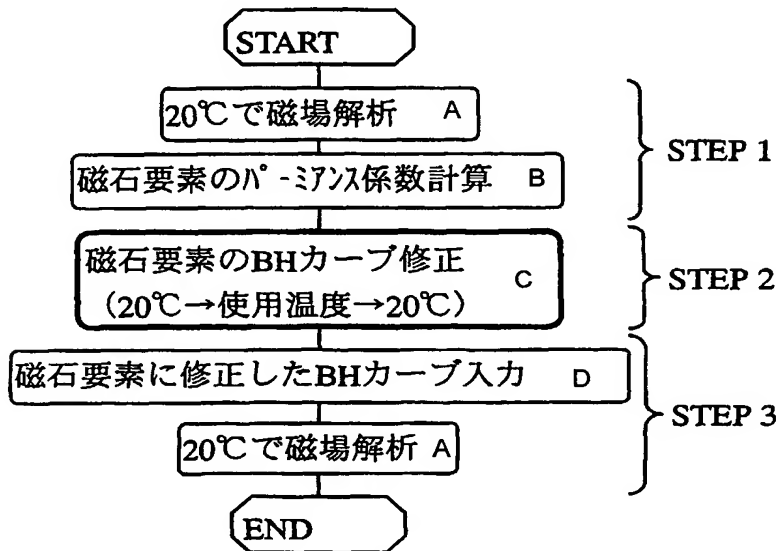 START
20℃で磁場解析 A
磁石要素のﾊﾟｰﾐｱﾝｽ係数計算 B
STEP 1
磁石要素のBHカーブ修正
(20℃→使用温度→20℃) C
STEP 2
磁石要素に修正したBHカーブ入力 D
20℃で磁場解析 A
STEP 3
END